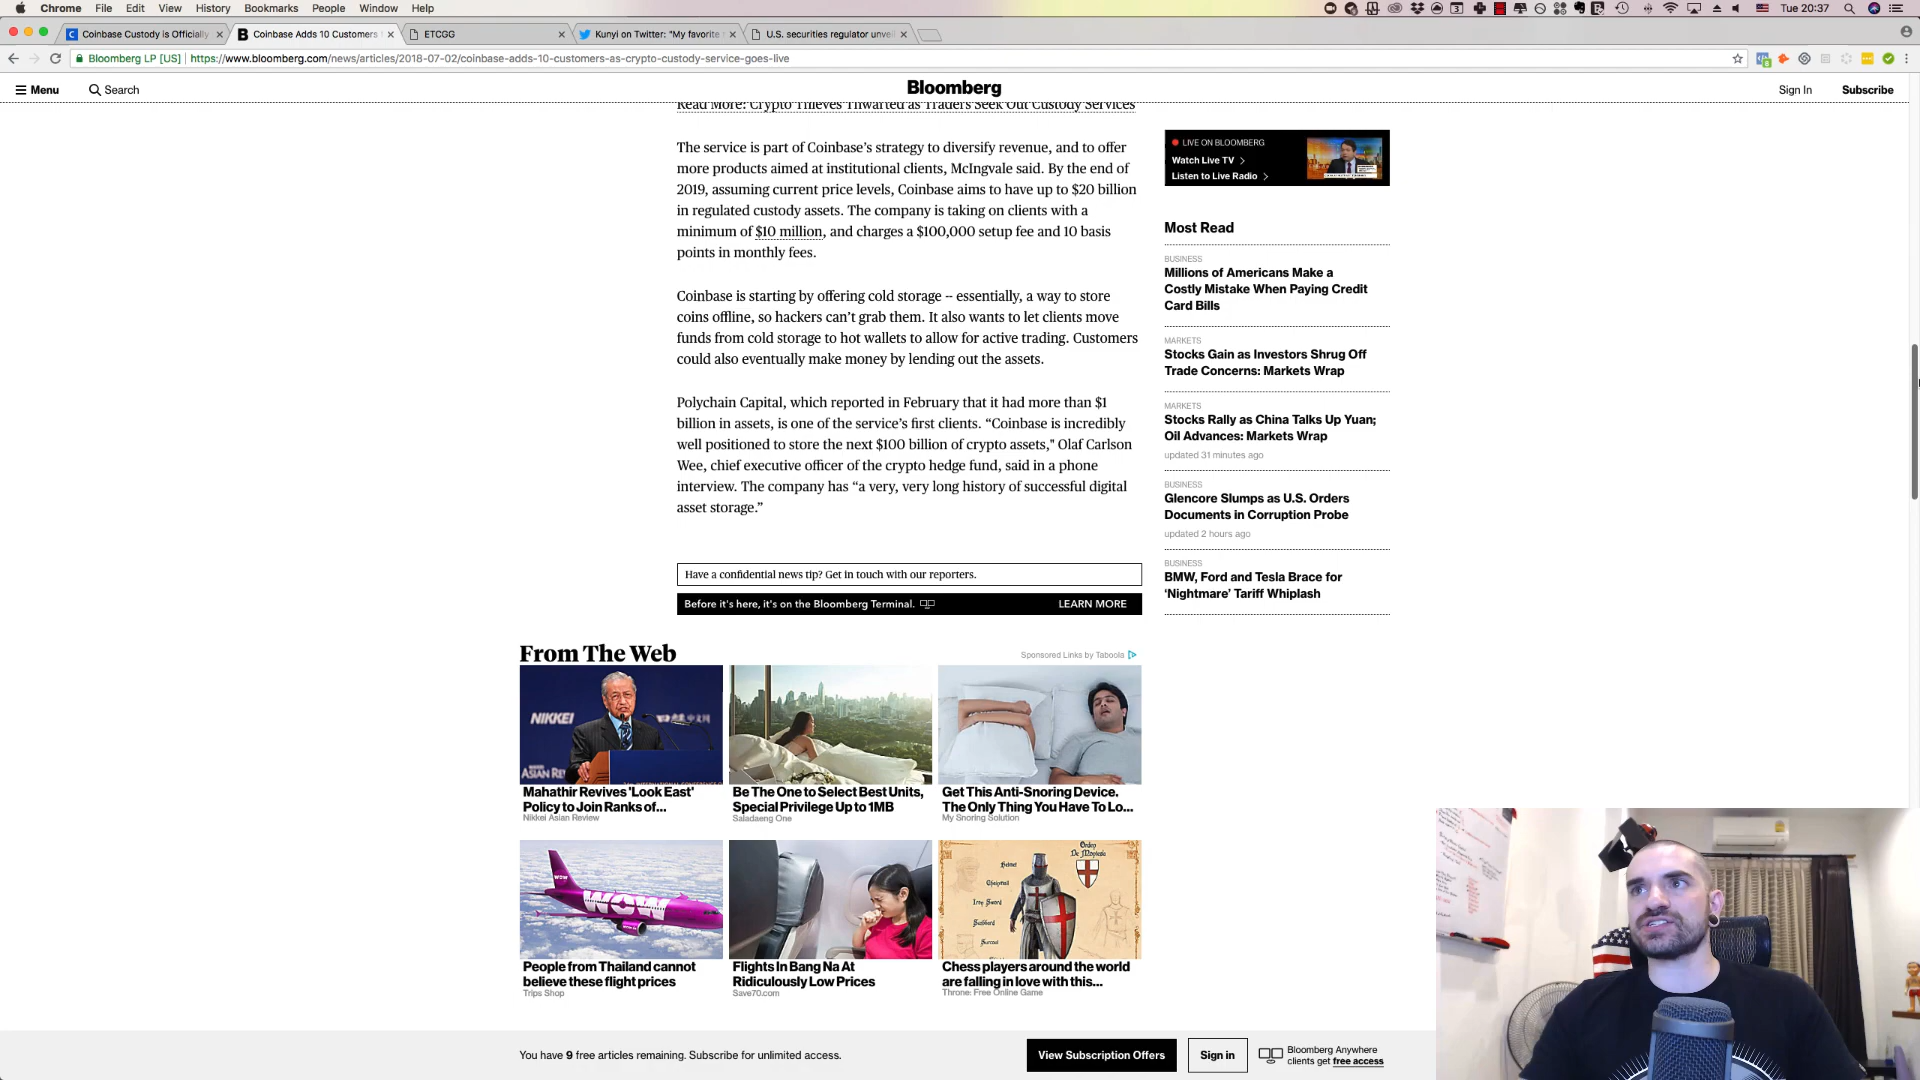 Chrome File Edit View History Bookmarks People Window Help
Tue 20:37
Coinbase Custody is Officially
Coinbase Adds 10 Customers
ETCGG
Kunyi on Twitter: "My favorite
U.S. securities regulator unvei
Bloomberg LP [US] | https://www.bloomberg.com/news/articles/2018-07-02/coinbase-adds-10-customers-as-crypto-custody-service-goes-live
Menu Search Bloomberg Sign In Subscribe
Read More: Crypto Thieves Thwarted as Traders Seek Out Custody Services
The service is part of Coinbase's strategy to diversify revenue, and to offer
more products aimed at institutional clients, McIngvale said. By the end of
2019, assuming current price levels, Coinbase aims to have up to $20 billion
in regulated custody assets. The company is taking on clients with a
minimum of $10 million, and charges a $100,000 setup fee and 10 basis
points in monthly fees.
Coinbase is starting by offering cold storage -- essentially, a way to store
coins offline, so hackers can't grab them. It also wants to let clients move
funds from cold storage to hot wallets to allow for active trading. Customers
could also eventually make money by lending out the assets.
Polychain Capital, which reported in February that it had more than $1
billion in assets, is one of the service's first clients. “Coinbase is incredibly
well positioned to store the next $100 billion of crypto assets," Olaf Carlson
Wee, chief executive officer of the crypto hedge fund, said in a phone
interview. The company has “a very, very long history of successful digital
asset storage.”
Have a confidential news tip? Get in touch with our reporters.
Before it's here, it's on the Bloomberg Terminal. LEARN MORE
LIVE ON BLOOMBERG
Watch Live TV
Listen to Live Radio
Most Read
BUSINESS
Millions of Americans Make a
Costly Mistake When Paying Credit
Card Bills
MARKETS
Stocks Gain as Investors Shrug Off
Trade Concerns: Markets Wrap
MARKETS
Stocks Rally as China Talks Up Yuan;
Oil Advances: Markets Wrap
updated 31 minutes ago
BUSINESS
Glencore Slumps as U.S. Orders
Documents in Corruption Probe
updated 2 hours ago
BUSINESS
BMW, Ford and Tesla Brace for
‘Nightmare’ Tariff Whiplash
From The Web
Sponsored Links by Taboola
NIKKEI
ASIAN RE
Mahathir Revives 'Look East'
Policy to Join Ranks of...
Nikkei Asian Review
Be The One to Select Best Units,
Special Privilege Up to 1MB
Saladaeng One
Get This Anti-Snoring Device.
The Only Thing You Have To Lo...
My Snoring Solution
WOW
WOW
People from Thailand cannot
believe these flight prices
Trips Shop
Flights In Bang Na At
Ridiculously Low Prices
Save70.com
Helmet
Iron Sword
Scabbard
Chess players around the world
are falling in love with this...
Throne: Free Online Game
You have 9 free articles remaining. Subscribe for unlimited access.
View Subscription Offers
Sign in
Bloomberg Anywhere
clients get free access